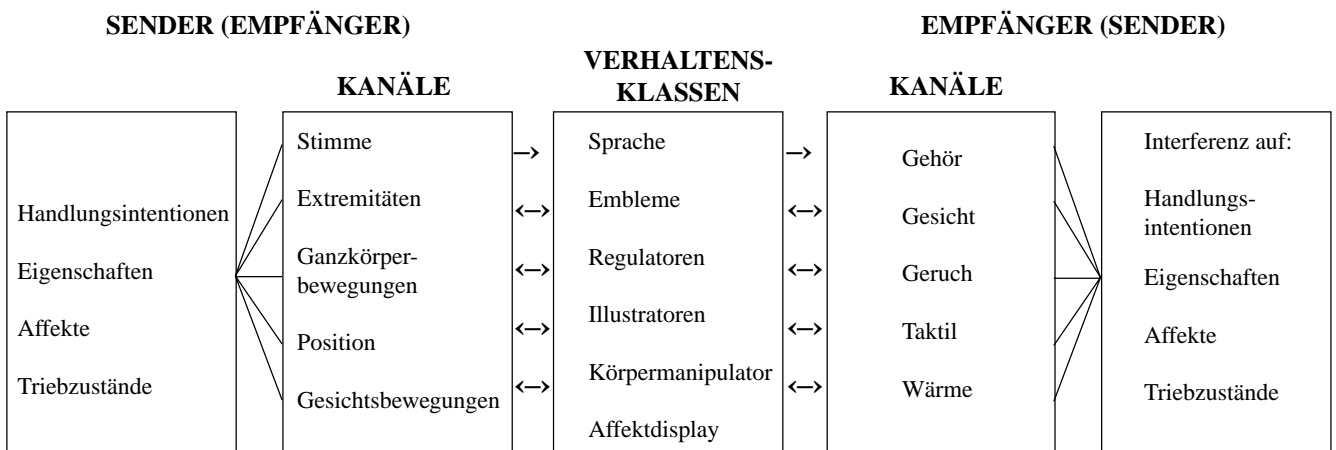 SENDER (EMPFÄNGER)
EMPFÄNGER (SENDER)
KANÄLE
VERHALTENS-
KLASSEN
KANÄLE
Handlungsintentionen
Eigenschaften
Affekte
Triebzustände
Stimme
Extremitäten
Ganzkörper-
bewegungen
Position
Gesichtsbewegungen
Sprache
Embleme
Regulatoren
Illustratoren
Körpermanipulator
Affektdisplay
Gehör
Gesicht
Geruch
Taktil
Wärme
Interferenz auf:
Handlungs-
intentionen
Eigenschaften
Affekte
Triebzustände